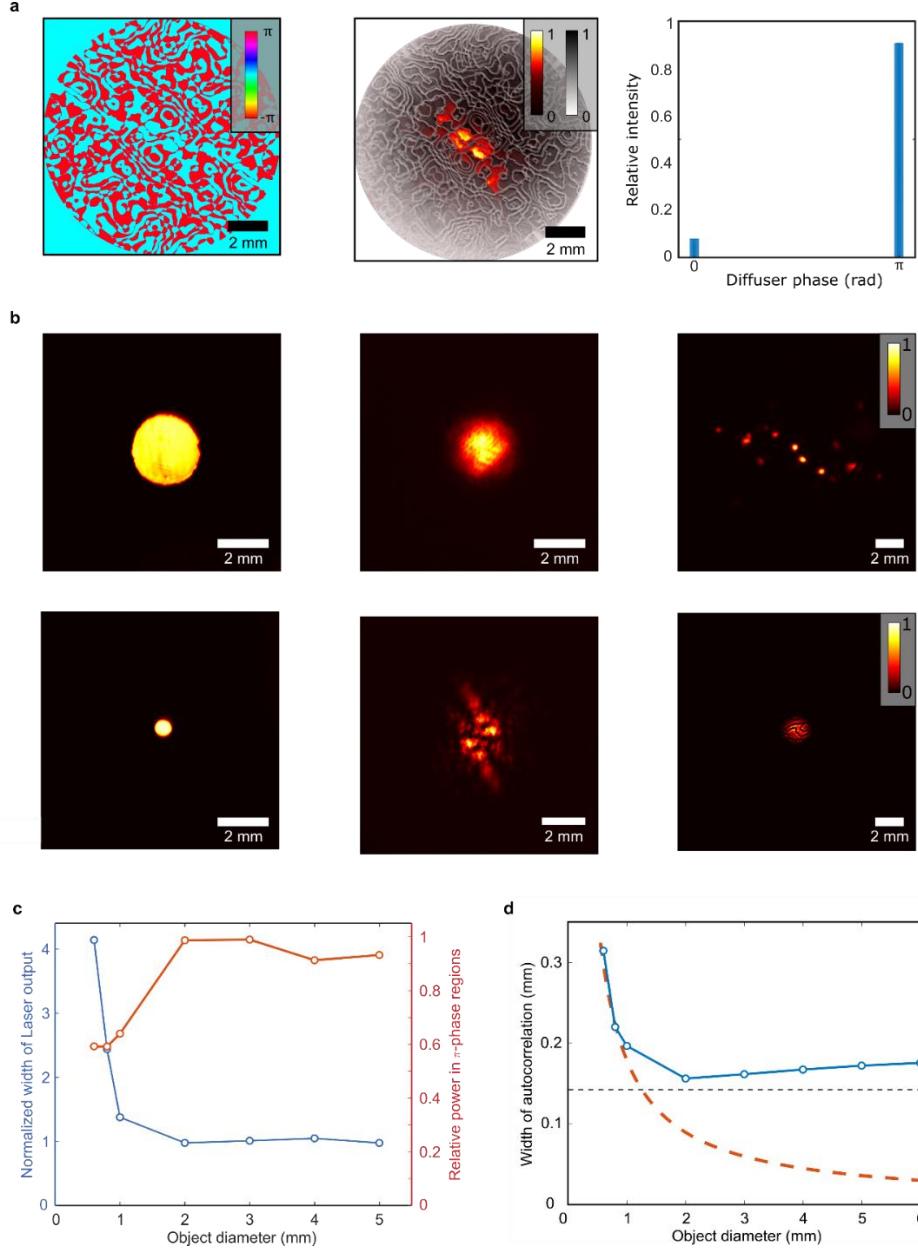 a
π
-π
2 mm
1
1
0
0
2 mm
Relative intensity
1
0.8
0.6
0.4
0.2
0
0
π
Diffuser phase (rad)
b
2 mm
2 mm
1
0
2 mm
2 mm
2 mm
1
0
2 mm
c
Normalized width of Laser output
4
3
2
1
0
0
1
2
3
4
5
Object diameter (mm)
1
0.8
0.6
0.4
0.2
0
Relative power in π-phase regions
d
Width of autocorrelation (mm)
0.3
0.2
0.1
0
0
1
2
3
4
5
Object diameter (mm)